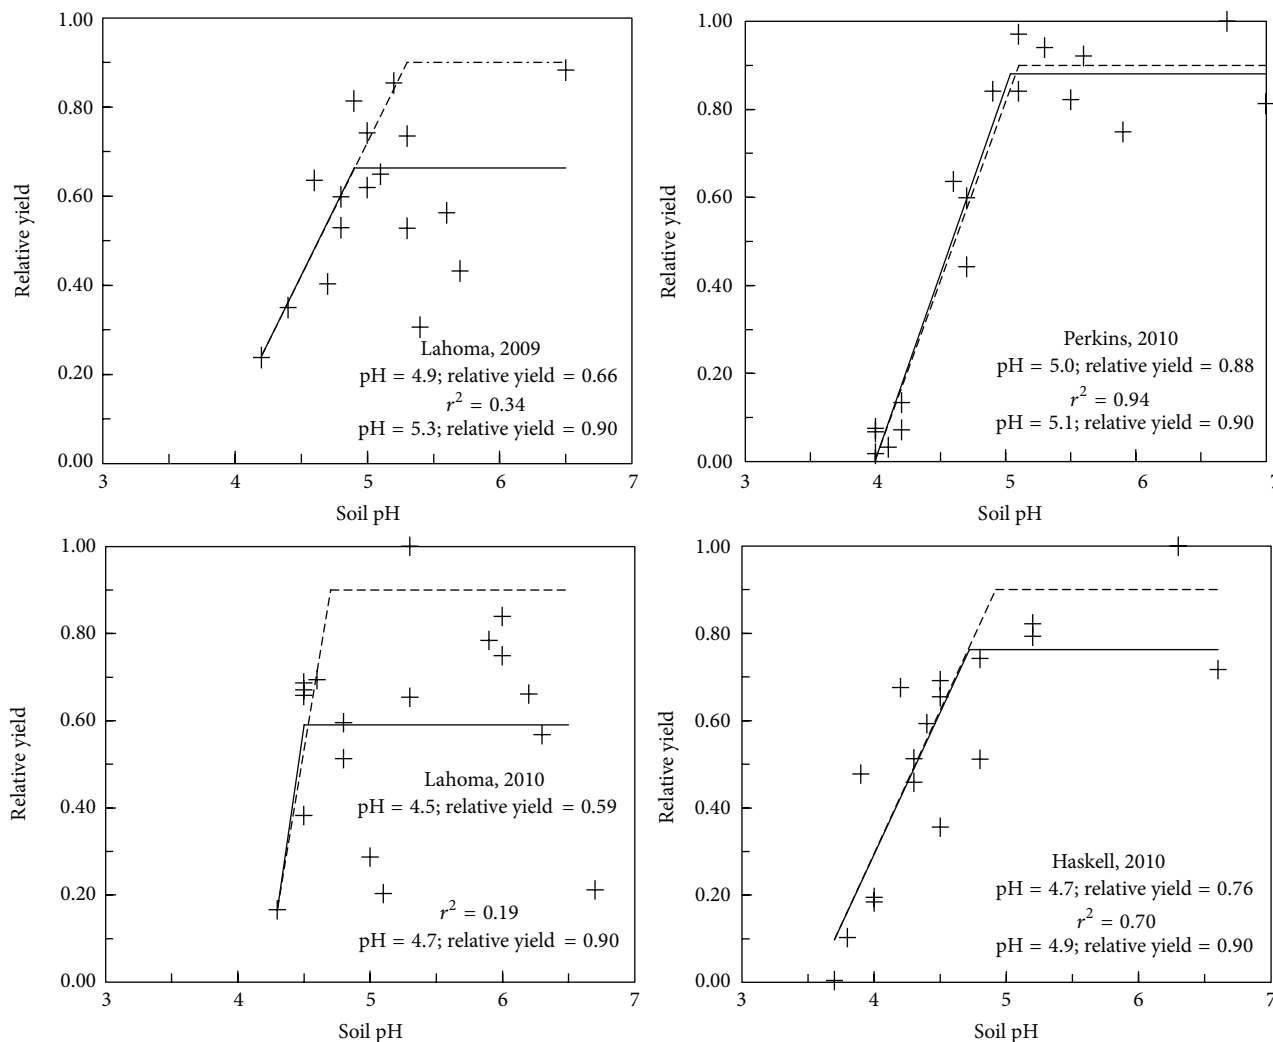 1.00
0.80
0.60
0.40
0.20
0.00
Relative yield
3 4 5 6 7
Soil pH
Lahoma, 2009
pH = 4.9; relative yield = 0.66
r² = 0.34
pH = 5.3; relative yield = 0.90
1.00
0.80
0.60
0.40
0.20
0.00
Relative yield
3 4 5 6 7
Soil pH
Perkins, 2010
pH = 5.0; relative yield = 0.88
r² = 0.94
pH = 5.1; relative yield = 0.90
1.00
0.80
0.60
0.40
0.20
0.00
Relative yield
3 4 5 6 7
Soil pH
Lahoma, 2010
pH = 4.5; relative yield = 0.59
r² = 0.19
pH = 4.7; relative yield = 0.90
1.00
0.80
0.60
0.40
0.20
0.00
Relative yield
3 4 5 6 7
Soil pH
Haskell, 2010
pH = 4.7; relative yield = 0.76
r² = 0.70
pH = 4.9; relative yield = 0.90